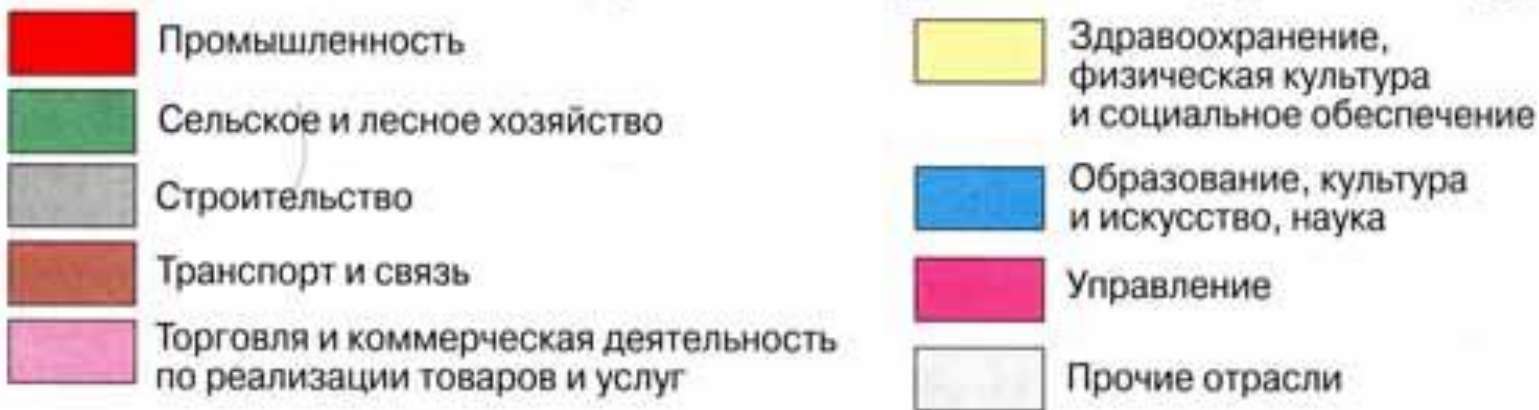 Промышленность
Сельское и лесное хозяйство
Строительство
Транспорт и связь
Торговля и коммерческая деятельность
по реализации товаров и услуг
Здравоохранение,
физическая культура
и социальное обеспечение
Образование, культура
и искусство, наука
Управление
Прочие отрасли